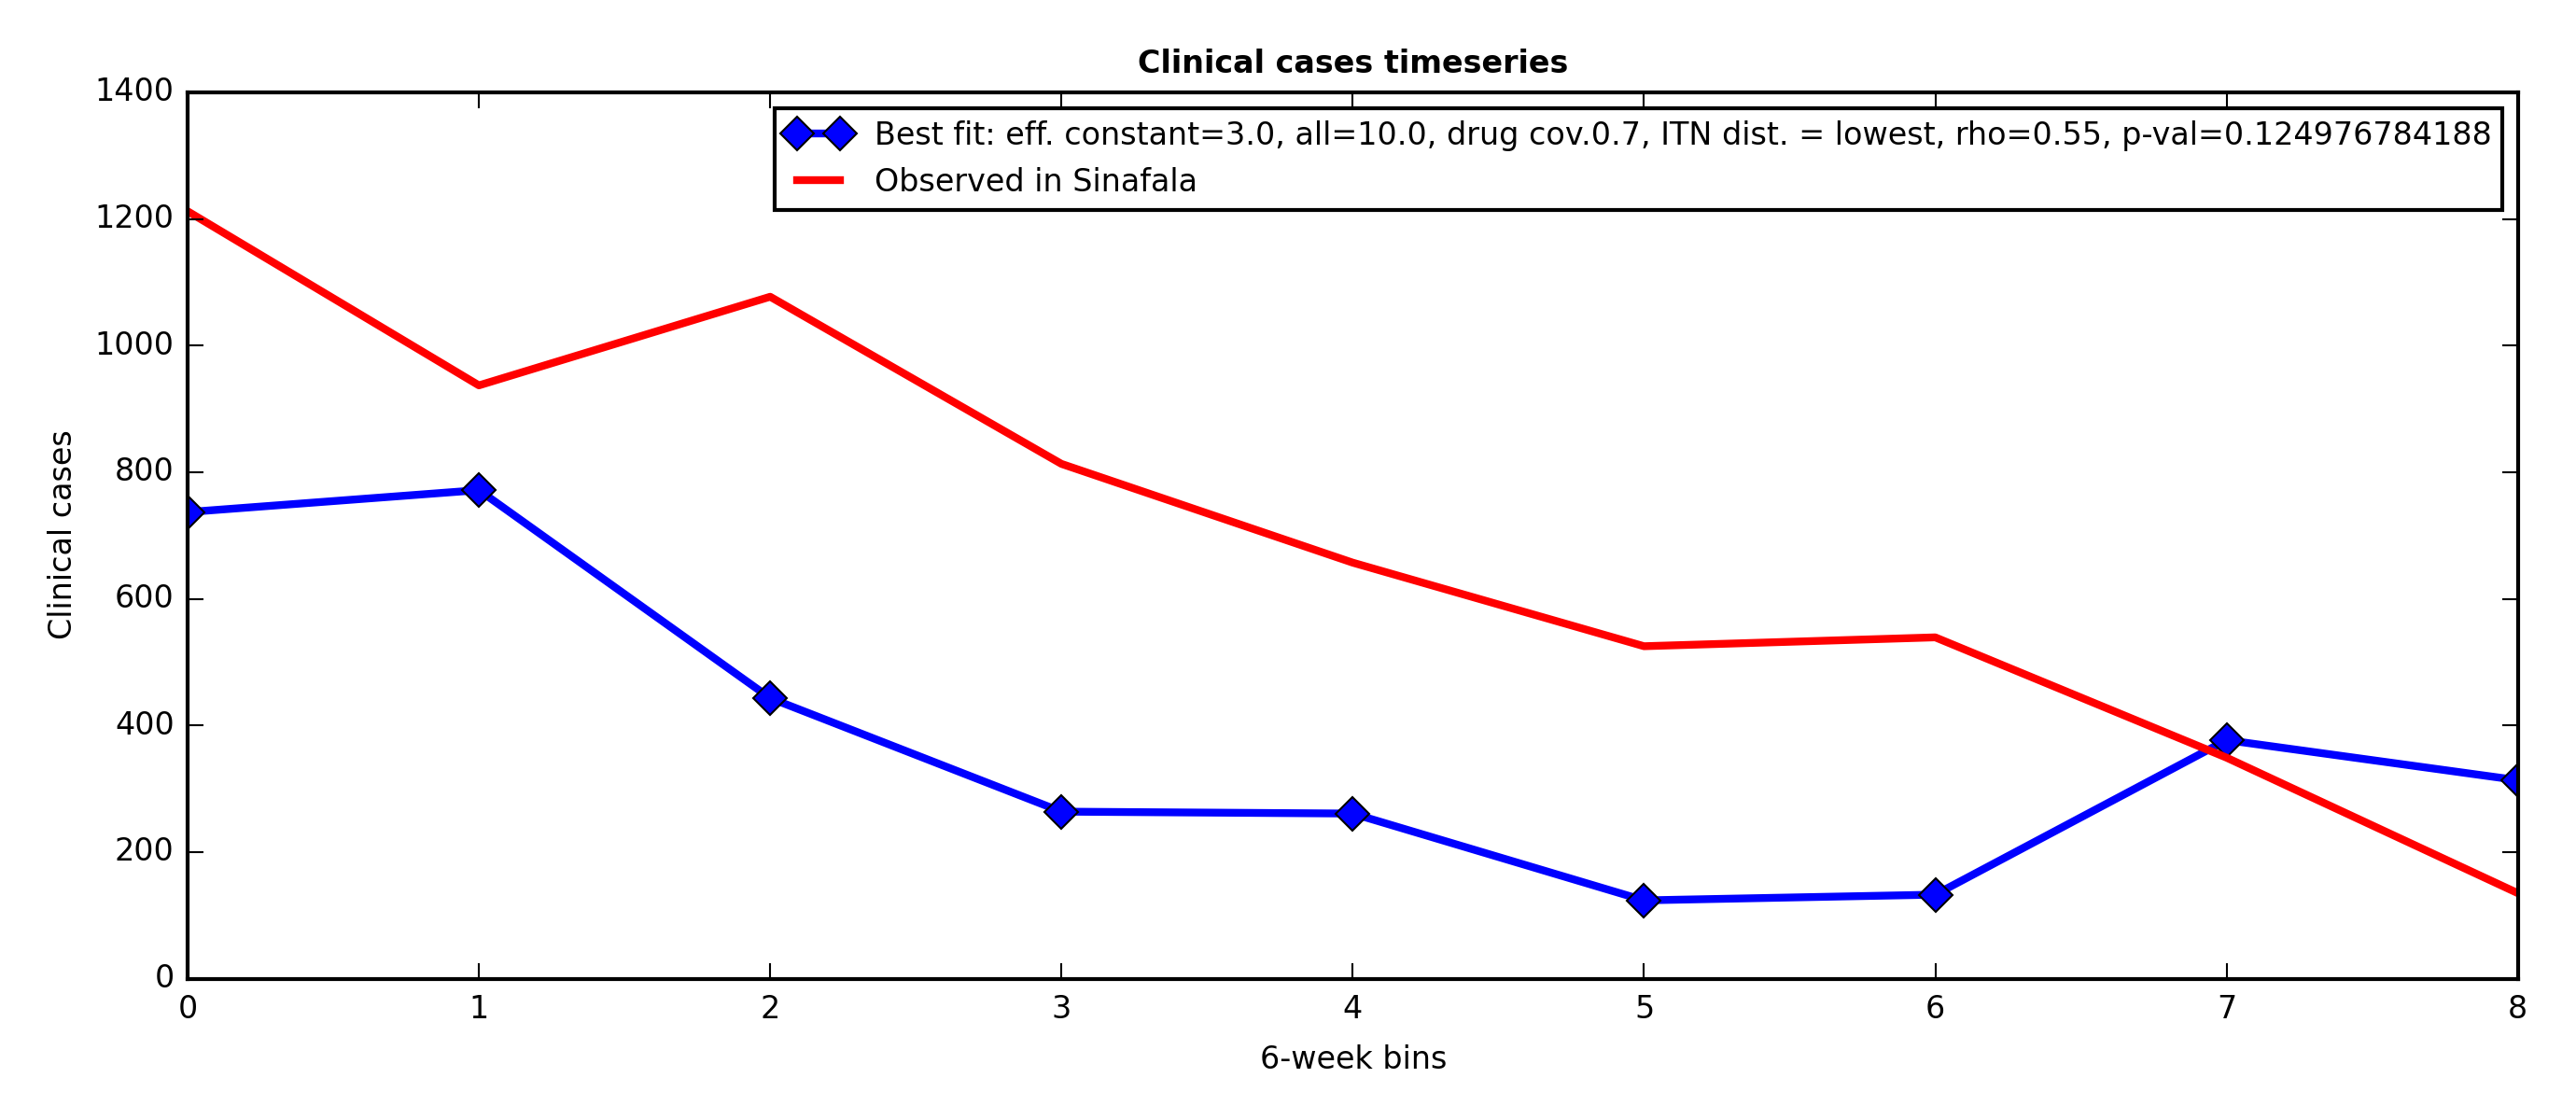 Clinical cases timeseries
1400
1200
1000
800
600
400
200
0
Clinical cases
Best fit: eff. constant=3.0, all=10.0, drug cov.0.7, ITN dist. = lowest, rho=0.55, p-val=0.124976784188
Observed in Sinafala
0 1 2 3 4 5 6 7 8
6-week bins